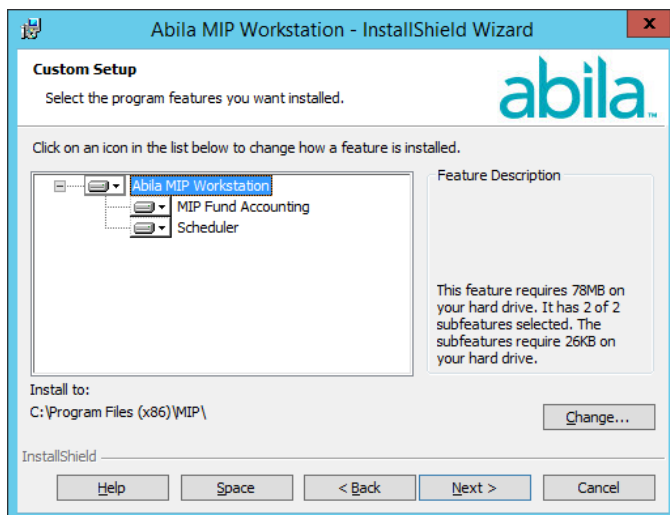 Abila MIP Workstation - InstallShield Wizard
x
Custom Setup
Select the program features you want installed.
abila™
Click on an icon in the list below to change how a feature is installed.
Abila MIP Workstation
MIP Fund Accounting
Scheduler
Feature Description
This feature requires 78MB on
your hard drive. It has 2 of 2
subfeatures selected. The
subfeatures require 26KB on
your hard drive.
Install to:
C:\Program Files (x86)\MIP\
Change...
InstallShield
Help
Space
< Back
Next >
Cancel